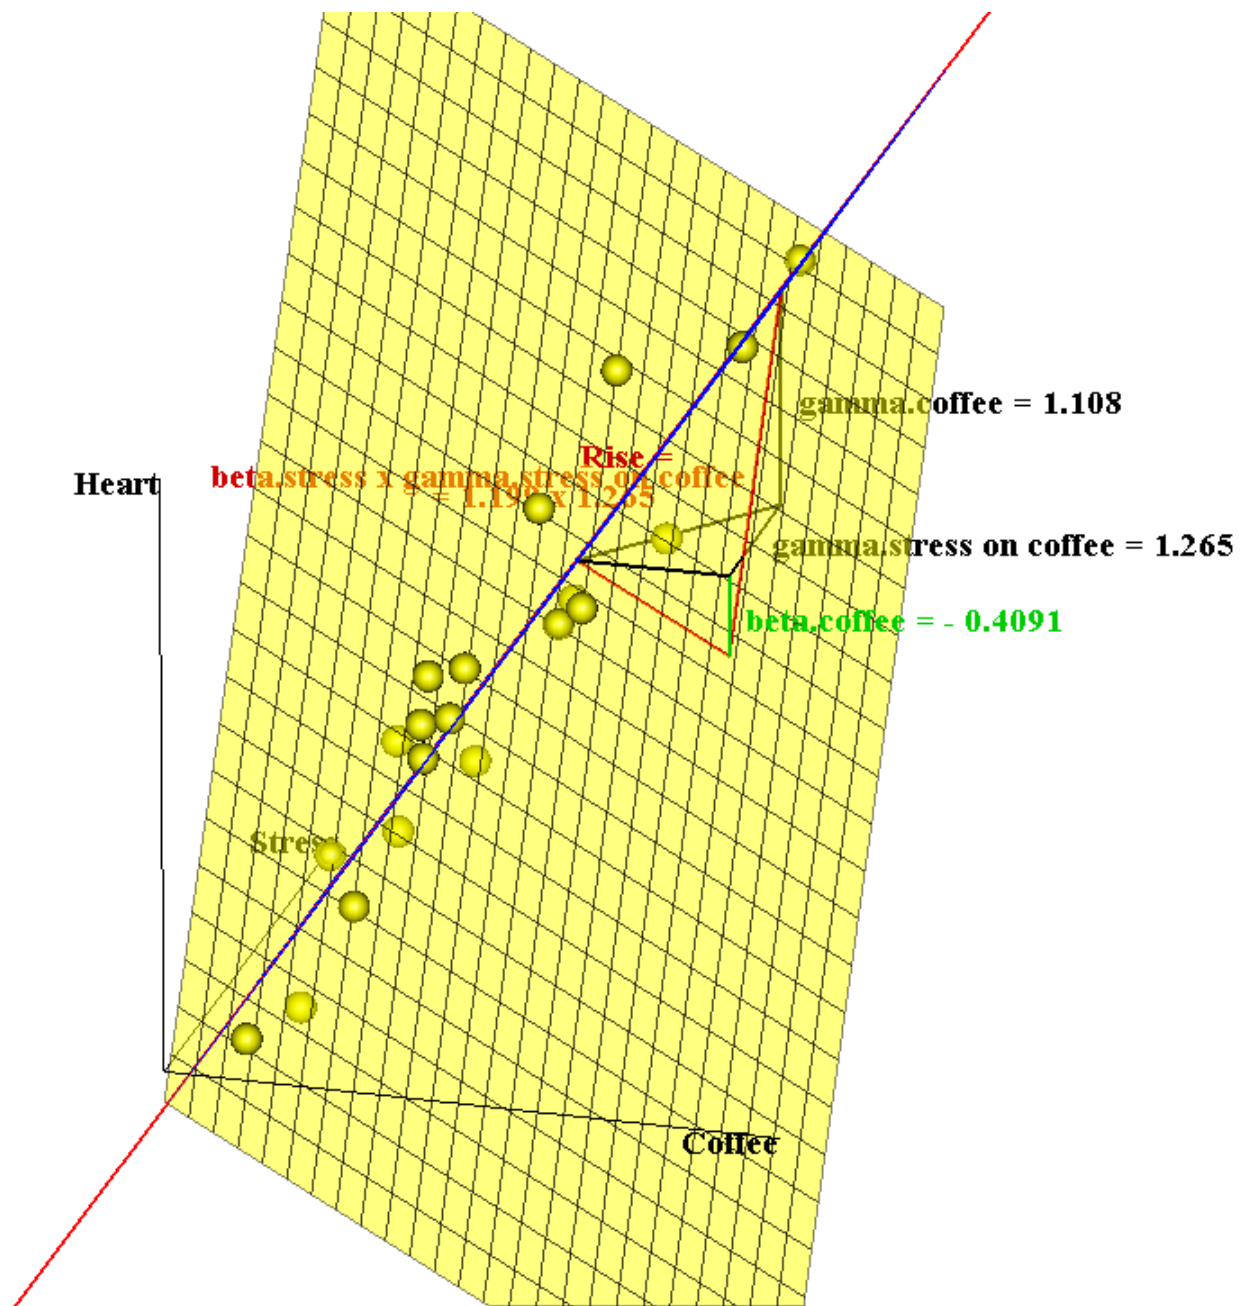 gamma.coffee = 1.108
Rise =
beta.stress x gamma.stress on coffee
= 1.199 x 1.265
Heart
gamma.stress on coffee = 1.265
beta.coffee = - 0.4091
Stress
Coffee